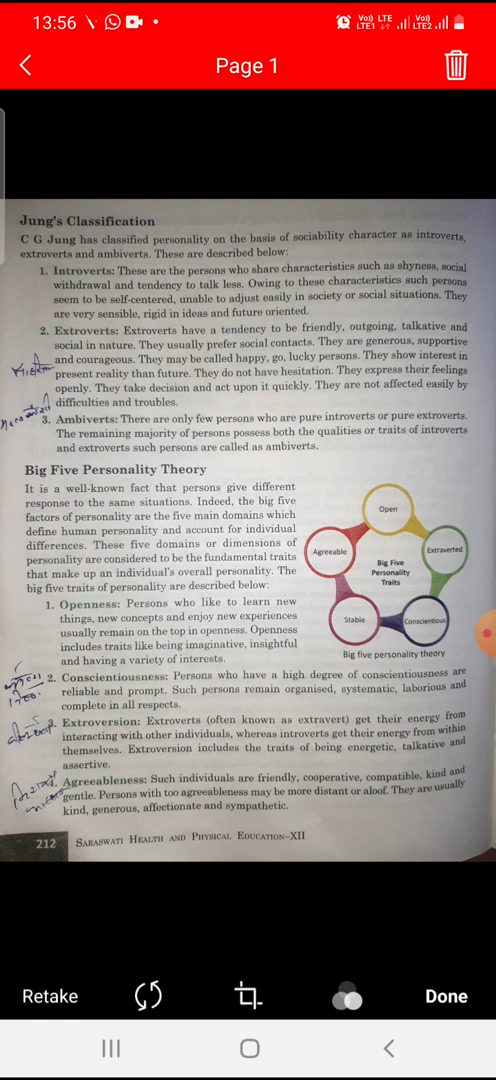 13:56
Vo)) LTE
LTE1
Vo))
LTE2
Page 1
Jung's Classification
C G Jung has classified personality on the basis of sociability character as introverts,
extroverts and ambiverts. These are described below:
1. Introverts: These are the persons who share characteristics such as shyness, social
withdrawal and tendency to talk less. Owing to these characteristics such persons
seem to be self-centered, unable to adjust easily in society or social situations. They
are very sensible, rigid in ideas and future oriented.
2. Extroverts: Extroverts have a tendency to be friendly, outgoing, talkative and
social in nature. They usually prefer social contacts. They are generous, supportive
and courageous. They may be called happy, go, lucky persons. They show interest in
present reality than future. They do not have hesitation. They express their feelings
openly. They take decision and act upon it quickly. They are not affected easily by
difficulties and troubles.
3. Ambiverts: There are only few persons who are pure introverts or pure extroverts.
The remaining majority of persons possess both the qualities or traits of introverts
and extroverts such persons are called as ambiverts.
Big Five Personality Theory
It is a well-known fact that persons give different
response to the same situations. Indeed, the big five
factors of personality are the five main domains which
define human personality and account for individual
differences. These five domains or dimensions of
personality are considered to be the fundamental traits
that make up an individual's overall personality. The
big five traits of personality are described below:
1. Openness: Persons who like to learn new
things, new concepts and enjoy new experiences
usually remain on the top in openness. Openness
includes traits like being imaginative, insightful
and having a variety of interests.
Open
Agreeable
Extraverted
Big Five
Personality
Traits
Stable
Conscientious
Big five personality theory
2. Conscientiousness: Persons who have a high degree of conscientiousness are
reliable and prompt. Such persons remain organised, systematic, laborious and
complete in all respects.
3. Extroversion: Extroverts (often known as extravert) get their energy from
interacting with other individuals, whereas introverts get their energy from within
themselves. Extroversion includes the traits of being energetic, talkative and
assertive.
4. Agreeableness: Such individuals are friendly, cooperative, compatible, kind and
gentle. Persons with too agreeableness may be more distant or aloof. They are usually
kind, generous, affectionate and sympathetic.
212 SARASWATI HEALTH AND PHYSICAL EDUCATION–XII
Retake
Done